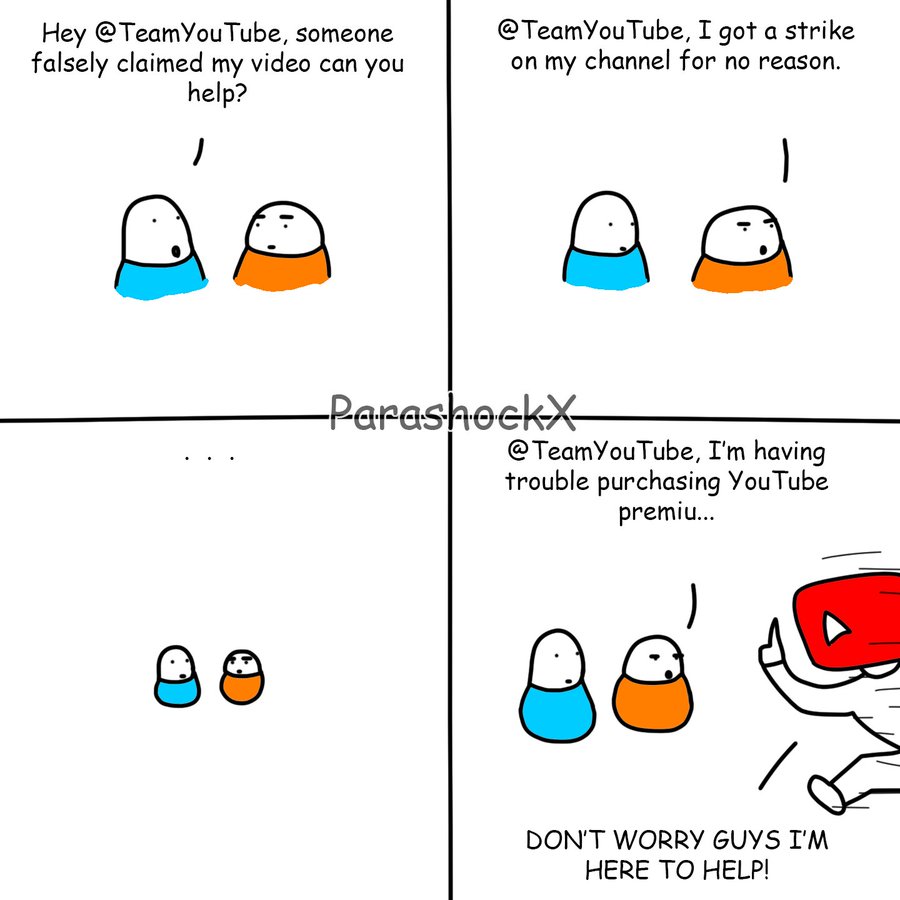 Hey @TeamYouTube, someone
falsely claimed my video can you
help?
@TeamYouTube, I got a strike
on my channel for no reason.
ParashockX
. . .
@TeamYouTube, I'm having
trouble purchasing YouTube
premiu...
DON'T WORRY GUYS I'M
HERE TO HELP!